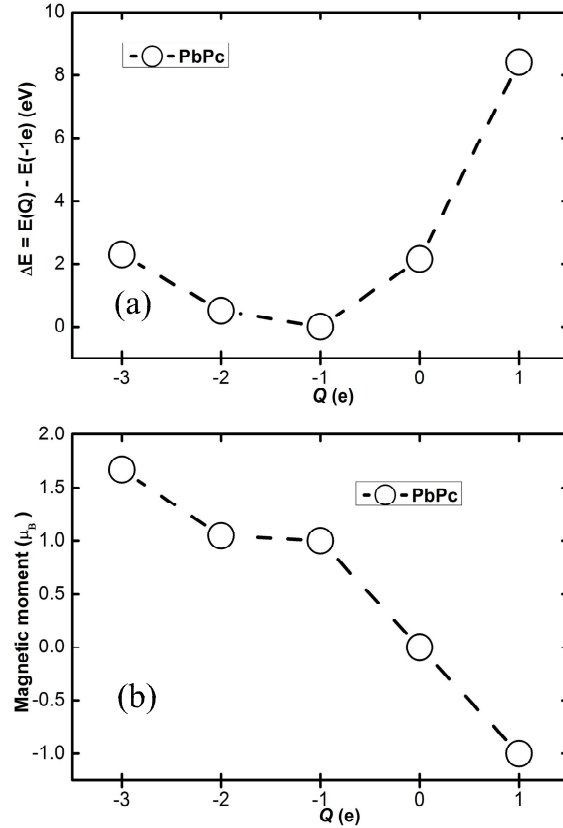 10
8
6
4
2
0
ΔE = E(Q) - E(-1e) (eV)
PbPc
(a)
-3 -2 -1 0 1
Q (e)
2.0
1.5
1.0
0.5
0.0
-0.5
-1.0
Magnetic moment (μB)
PbPc
(b)
-3 -2 -1 0 1
Q (e)